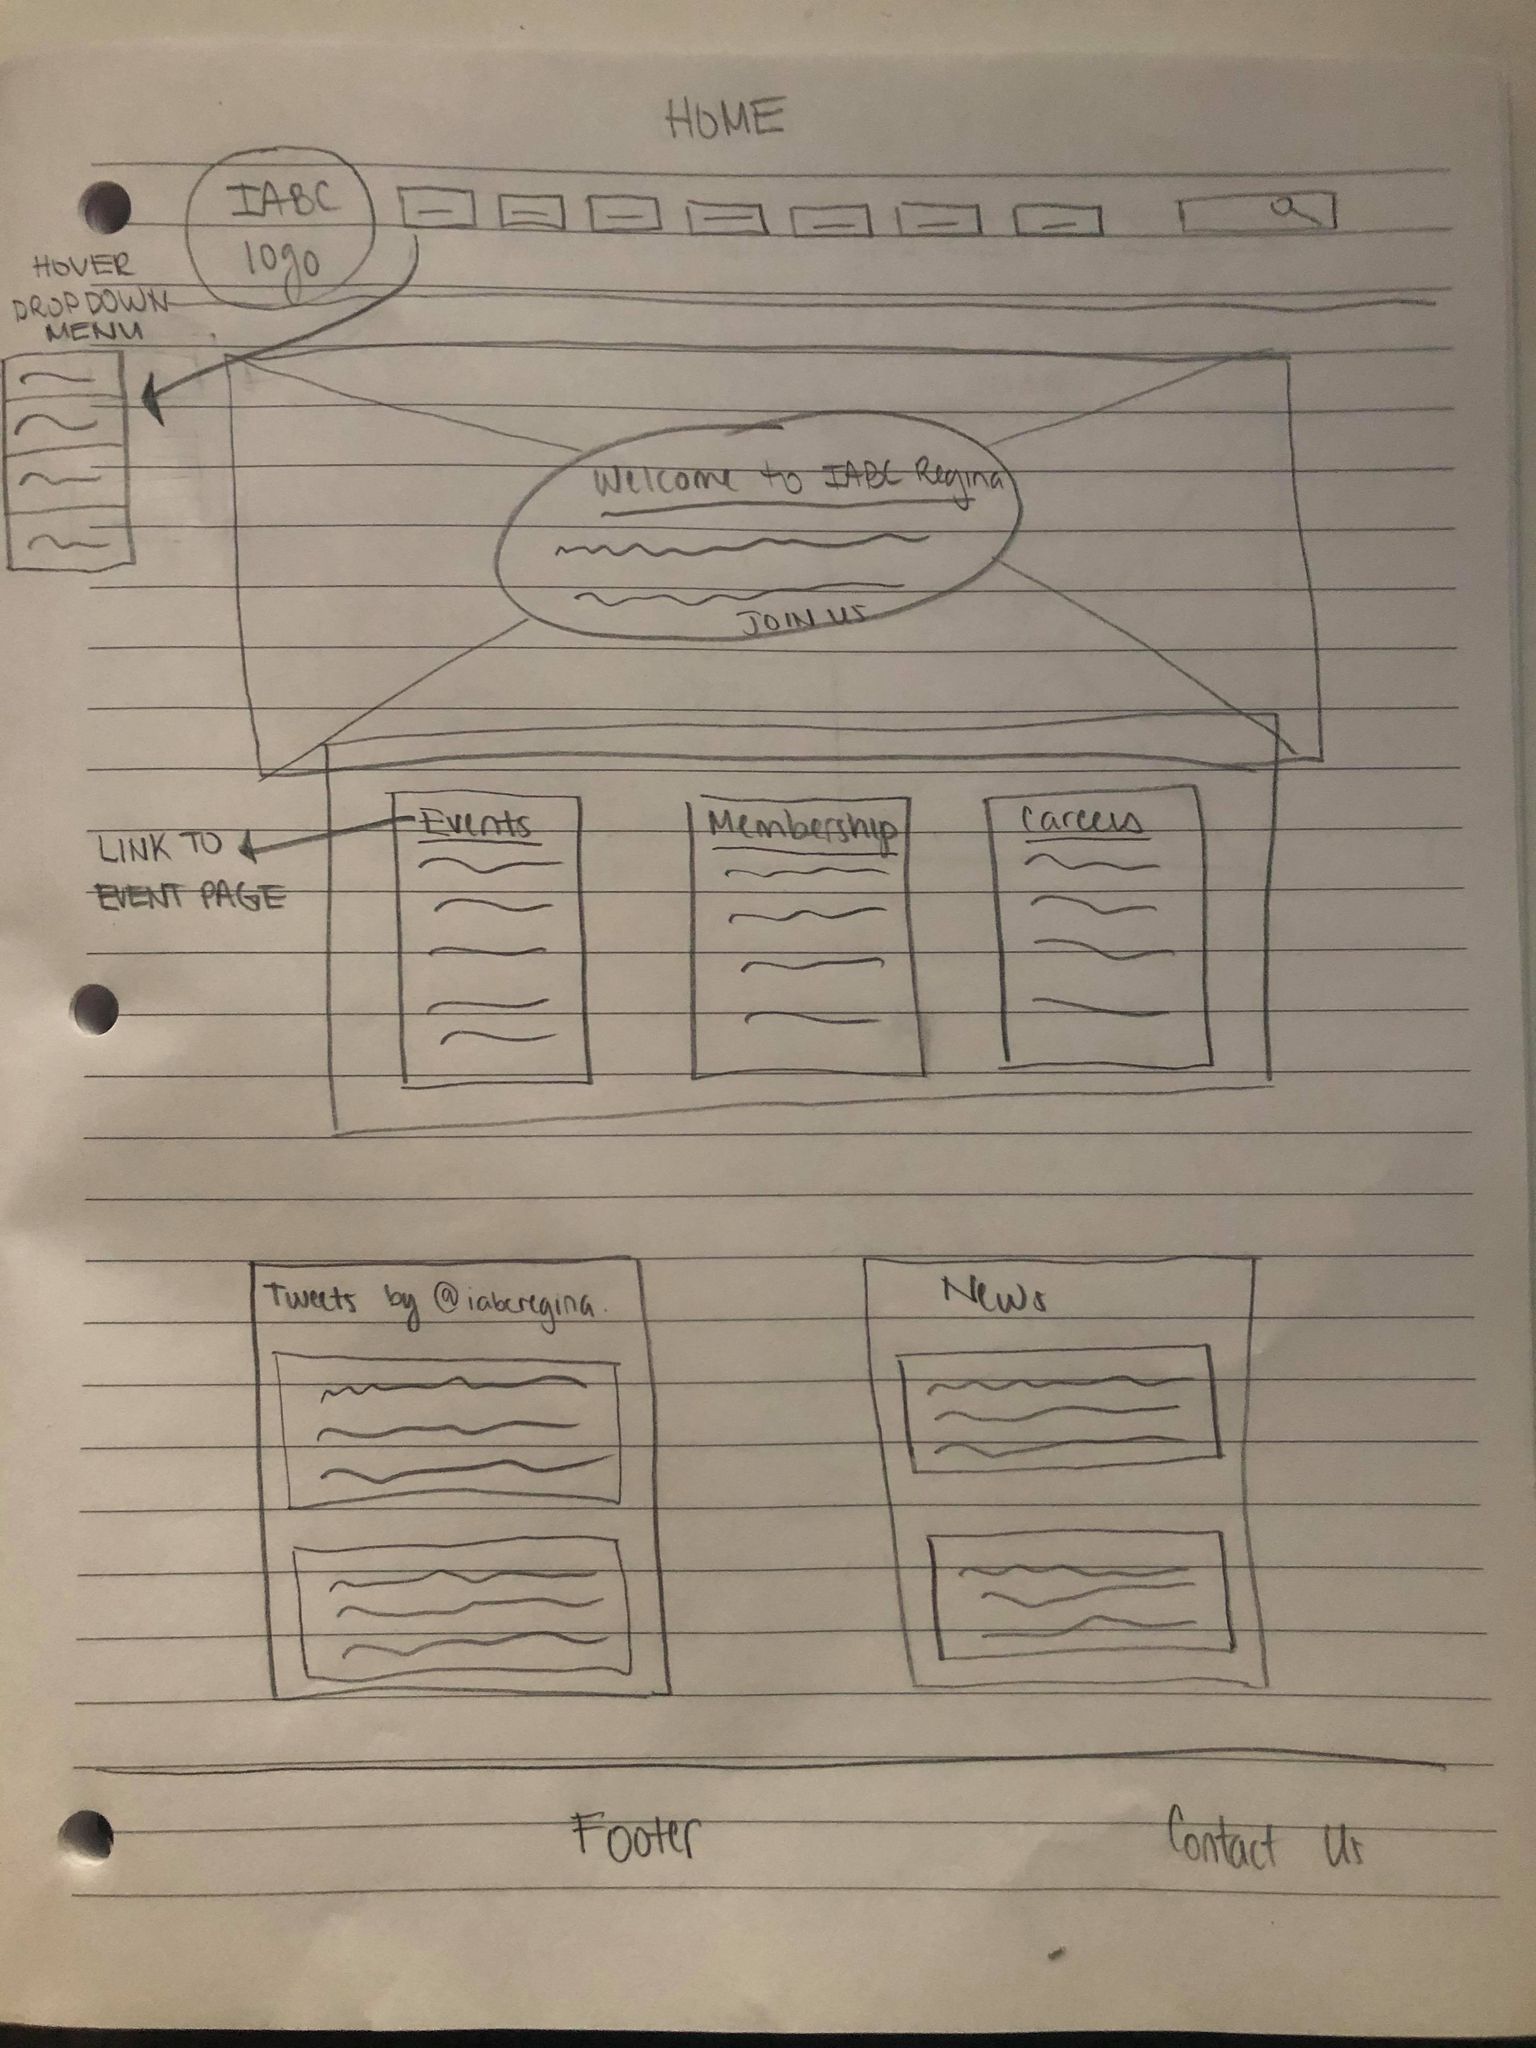 HOME
IABC
logo
HOVER
DROPDOWN
MENU
Welcome to IABC Regina
JOIN US
Events
Membership
Careers
LINK TO
EVENT PAGE
Tweets by @iabcregina.
News
Footer
Contact Us